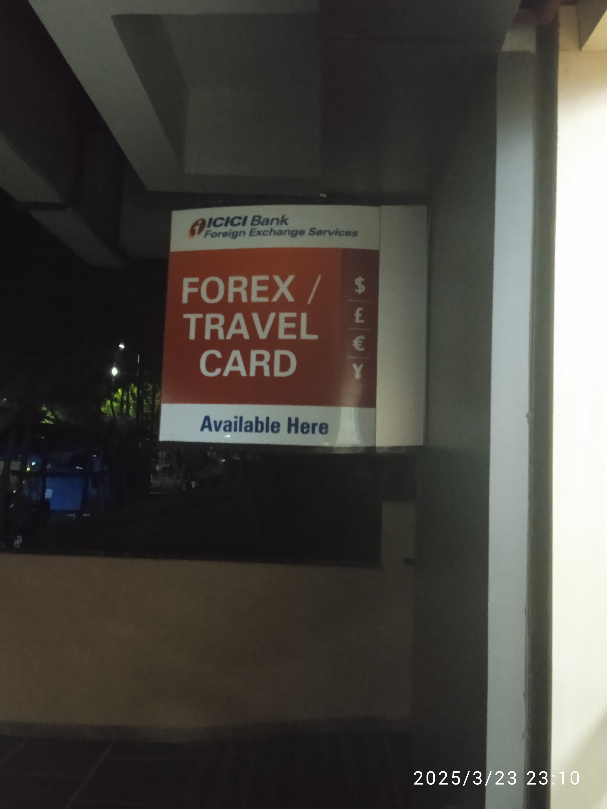 ICICI Bank
Foreign Exchange Services
FOREX /
TRAVEL
CARD
$
£
€
¥
Available Here
2025/3/23 23:10